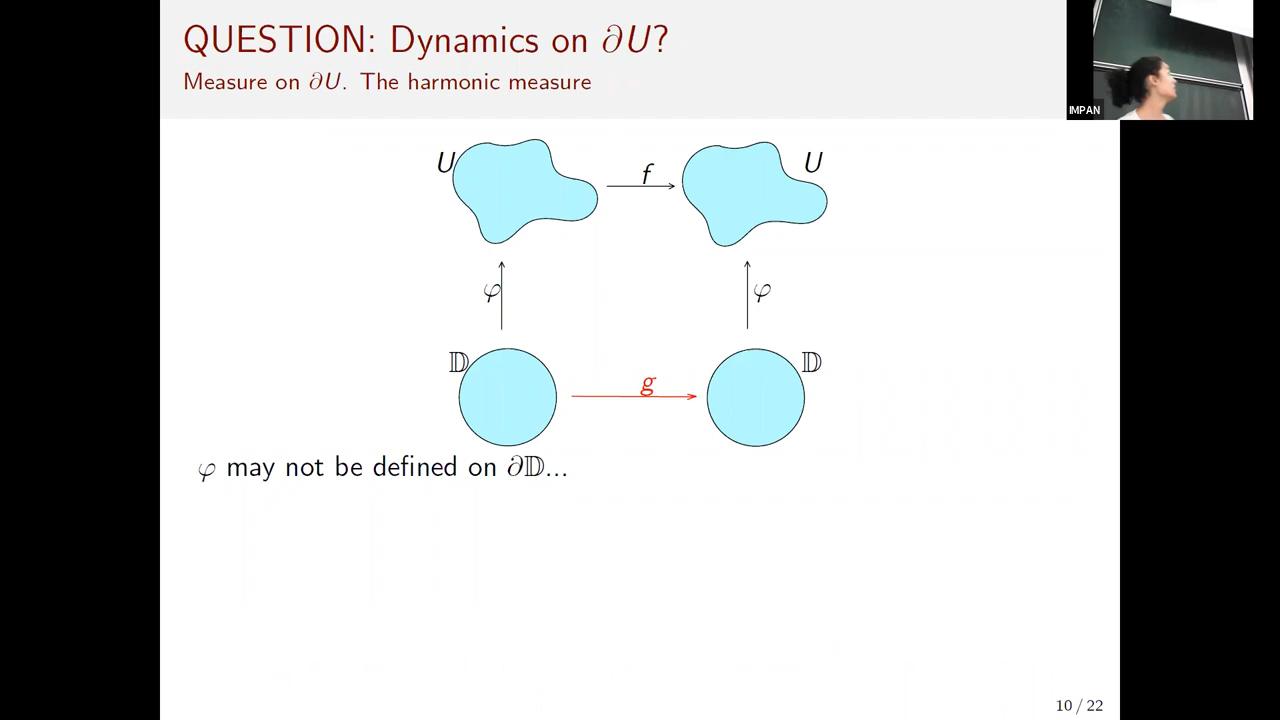 QUESTION: Dynamics on ∂U?
Measure on ∂U. The harmonic measure
IMPAN
U f U
φ φ
𝔻 g 𝔻
φ may not be defined on ∂𝔻...
10 / 22